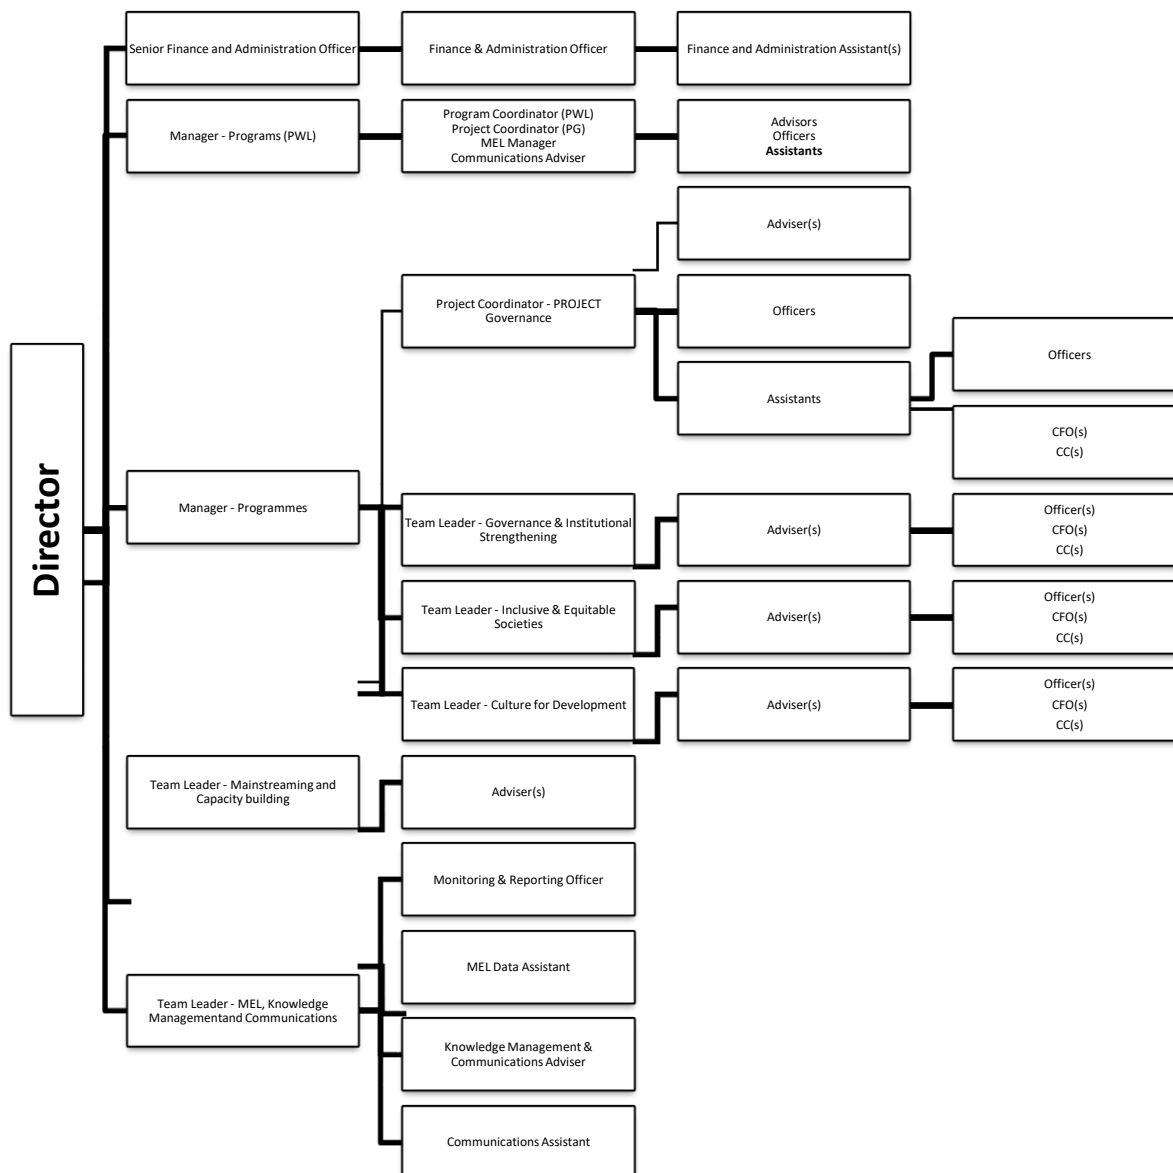 Senior Finance and Administration Officer
Finance & Administration Officer
Finance and Administration Assistant(s)
Manager - Programs (PWL)
Program Coordinator (PWL)
Project Coordinator (PG)
MEL Manager
Communications Adviser
Advisors
Officers
Assistants
Adviser(s)
Project Coordinator - PROJECT
Governance
Officers
Assistants
Officers
CFO(s)
CC(s)
Director
Manager - Programmes
Team Leader - Governance & Institutional
Strengthening
Adviser(s)
Officer(s)
CFO(s)
CC(s)
Team Leader - Inclusive & Equitable
Societies
Adviser(s)
Officer(s)
CFO(s)
CC(s)
Team Leader - Culture for Development
Adviser(s)
Officer(s)
CFO(s)
CC(s)
Team Leader - Mainstreaming and
Capacity building
Adviser(s)
Monitoring & Reporting Officer
MEL Data Assistant
Team Leader - MEL, Knowledge
Managementand Communications
Knowledge Management &
Communications Adviser
Communications Assistant